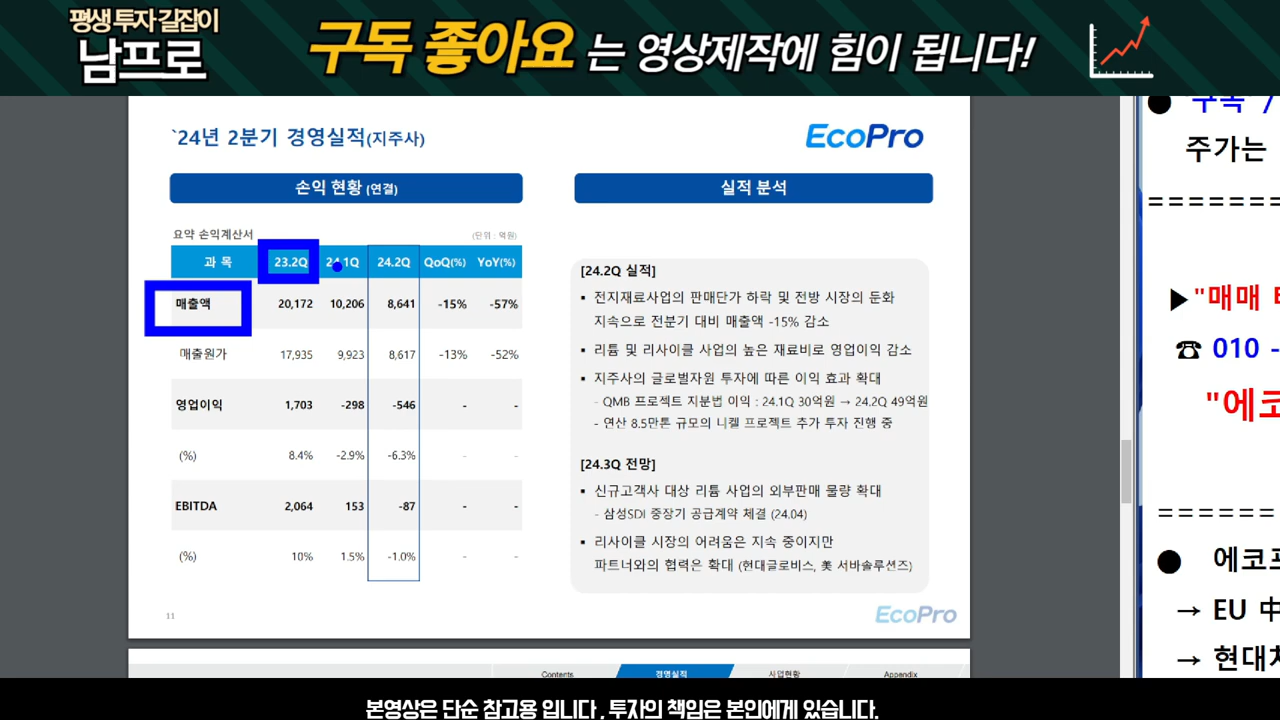 평생 투자 길잡이
남프로
구독 좋아요 는 영상제작에 힘이 됩니다!
`24년 2분기 경영실적(지주사)
EcoPro
손익 현황 (연결)
실적 분석
요약 손익계산서
(단위 : 억원)
과 목 23.2Q 24.1Q 24.2Q QoQ(%) YoY(%)
매출액 20,172 10,206 8,641 -15% -57%
매출원가 17,935 9,923 8,617 -13% -52%
영업이익 1,703 -298 -546 - -
(%) 8.4% -2.9% -6.3% - -
EBITDA 2,064 153 -87 - -
(%) 10% 1.5% -1.0% - -
[24.2Q 실적]
▪ 전지재료사업의 판매단가 하락 및 전방 시장의 둔화
지속으로 전분기 대비 매출액 -15% 감소
▪ 리튬 및 리사이클 사업의 높은 재료비로 영업이익 감소
▪ 지주사의 글로벌자원 투자에 따른 이익 효과 확대
- QMB 프로젝트 지분법 이익 : 24.1Q 30억원 → 24.2Q 49억원
- 연산 8.5만톤 규모의 니켈 프로젝트 추가 투자 진행 중
[24.3Q 전망]
▪ 신규고객사 대상 리튬 사업의 외부판매 물량 확대
- 삼성SDI 중장기 공급계약 체결 (24.04)
▪ 리사이클 시장의 어려움은 지속 중이지만
파트너와의 협력은 확대 (현대글로비스, 美 서바솔루션즈)
11
EcoPro
Contents 경영실적 사업현황 Appendix
● 구독 /
주가는
========
▶"매매
☎ 010 -
"에코
======
● 에코프
→ EU 中
→ 현대차
본영상은 단순 참고용 입니다 , 투자의 책임은 본인에게 있습니다.